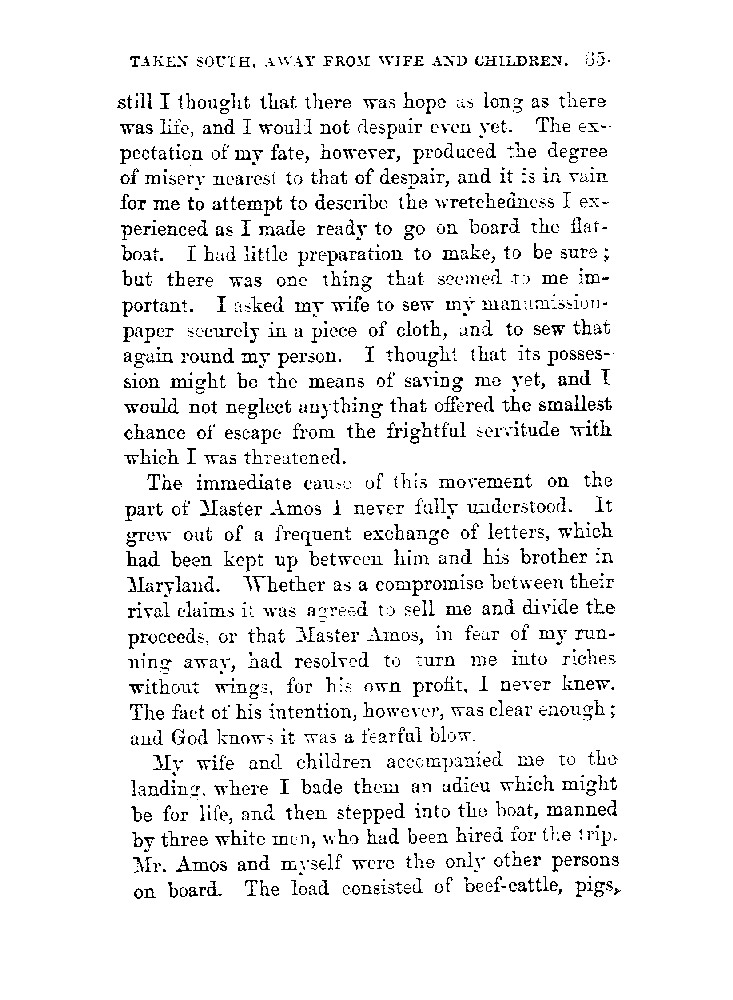 TAKEN SOUTH, AWAY FROM WIFE AND CHILDREN. 85
still I thought that there was hope as long as there
was life, and I would not despair even yet. The ex-
pectation of my fate, however, produced the degree
of misery nearest to that of despair, and it is in vain
for me to attempt to describe the wretchedness I ex-
perienced as I made ready to go on board the flat-
boat. I had little preparation to make, to be sure;
but there was one thing that seemed to me im-
portant. I asked my wife to sew my manumission-
paper securely in a piece of cloth, and to sew that
again round my person. I thought that its posses-
sion might be the means of saving me yet, and I
would not neglect anything that offered the smallest
chance of escape from the frightful servitude with
which I was threatened.
The immediate cause of this movement on the
part of Master Amos I never fully understood. It
grew out of a frequent exchange of letters, which
had been kept up between him and his brother in
Maryland. Whether as a compromise between their
rival claims it was agreed to sell me and divide the
proceeds, or that Master Amos, in fear of my run-
ning away, had resolved to turn me into riches
without wings, for his own profit, I never knew.
The fact of his intention, however, was clear enough;
and God knows it was a fearful blow.
My wife and children accompanied me to the
landing, where I bade them an adieu which might
be for life, and then stepped into the boat, manned
by three white men, who had been hired for the trip.
Mr. Amos and myself were the only other persons
on board. The load consisted of beef-cattle, pigs,